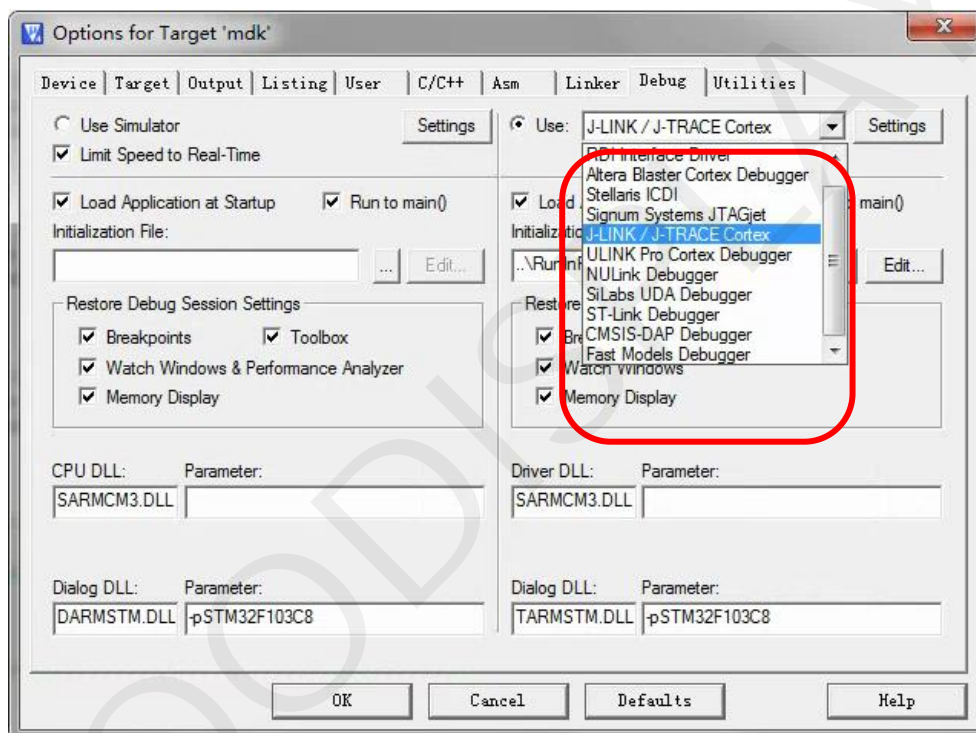 Options for Target 'mdk'
Device Target Output Listing User C/C++ Asm Linker Debug Utilities
Use Simulator Settings
Limit Speed to Real-Time
Use: J-LINK / J-TRACE Cortex Settings
RDI Interface Driver
Altera Blaster Cortex Debugger
Stellaris ICDI
Signum Systems JTAGjet
J-LINK / J-TRACE Cortex
ULINK Pro Cortex Debugger
NULink Debugger
SiLabs UDA Debugger
ST-Link Debugger
CMSIS-DAP Debugger
Fast Models Debugger
Load Application at Startup Run to main()
Initialization File:
... Edit...
Restore Debug Session Settings
Breakpoints Toolbox
Watch Windows & Performance Analyzer
Memory Display
main()
Edit...
Watch Windows
Memory Display
CPU DLL: Parameter:
SARMCM3.DLL
Driver DLL: Parameter:
SARMCM3.DLL
Dialog DLL: Parameter:
DARMSTM.DLL -pSTM32F103C8
Dialog DLL: Parameter:
TARMSTM.DLL -pSTM32F103C8
OK Cancel Defaults Help